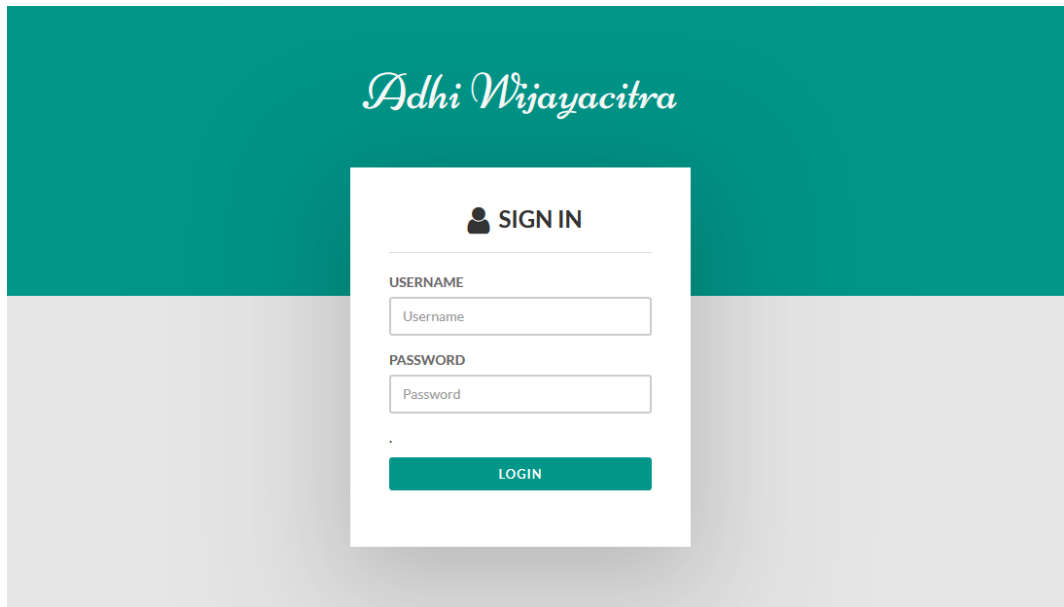 Adhi Wijayacitra
SIGN IN
USERNAME
Username
PASSWORD
Password
.
LOGIN